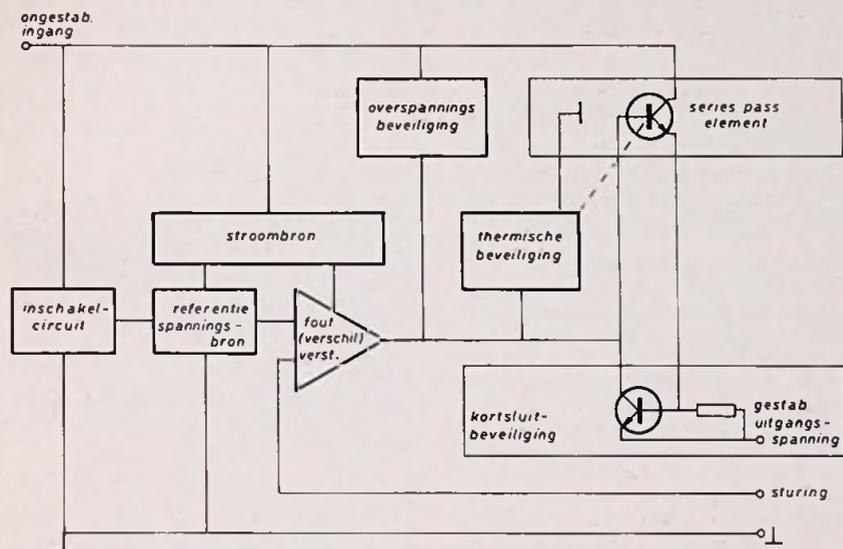 ongestab.
ingang
overspannings
beveiliging
series pass
element
stroombron
thermische
beveiliging
inschakel-
circuit
referentie
spannings -
bron
fout
(verschil)
verst.
kortsluit-
beveiliging
gestab
uitgangs-
spanning
sturing